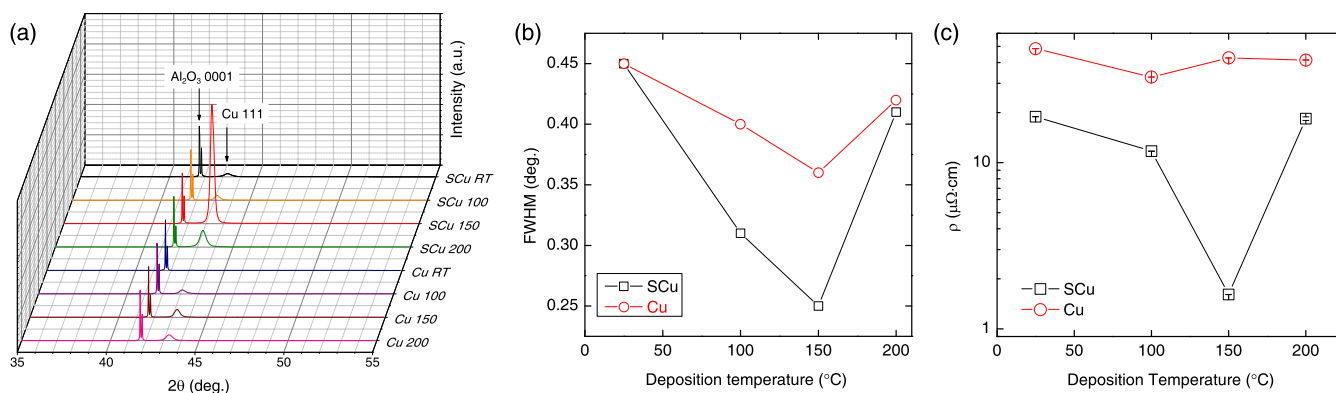 (a)
Al₂O₃ 0001
Cu 111
Intensity (a.u.)
SCu RT
SCu 100
SCu 150
SCu 200
Cu RT
Cu 100
Cu 150
Cu 200
35 40 45 50 55
2θ (deg.)
(b)
0.45
0.40
0.35
0.30
0.25
FWHM (deg.)
SCu
Cu
0 50 100 150 200
Deposition temperature (°C)
(c)
10
1
ρ (μΩ·cm)
SCu
Cu
0 50 100 150 200
Deposition Temperature (°C)